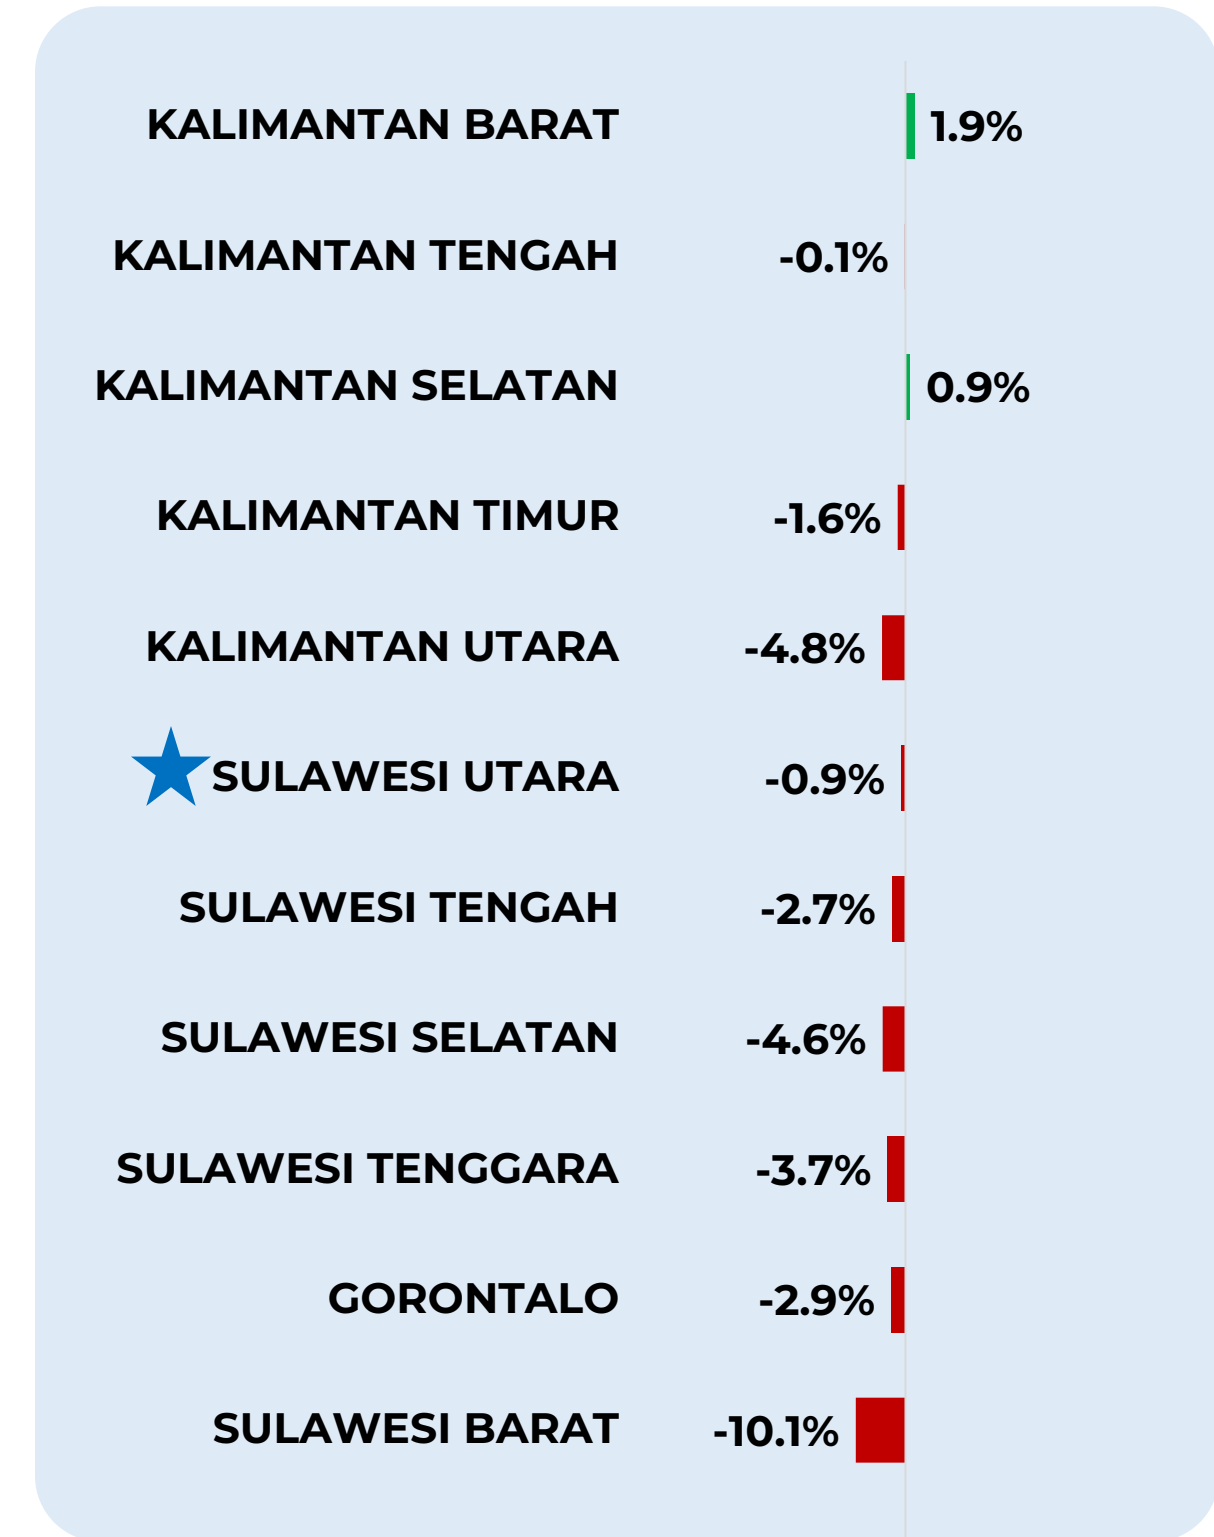 KALIMANTAN BARAT 1.9%
KALIMANTAN TENGAH -0.1%
KALIMANTAN SELATAN 0.9%
KALIMANTAN TIMUR -1.6%
KALIMANTAN UTARA -4.8%
SULAWESI UTARA -0.9%
SULAWESI TENGAH -2.7%
SULAWESI SELATAN -4.6%
SULAWESI TENGGARA -3.7%
GORONTALO -2.9%
SULAWESI BARAT -10.1%